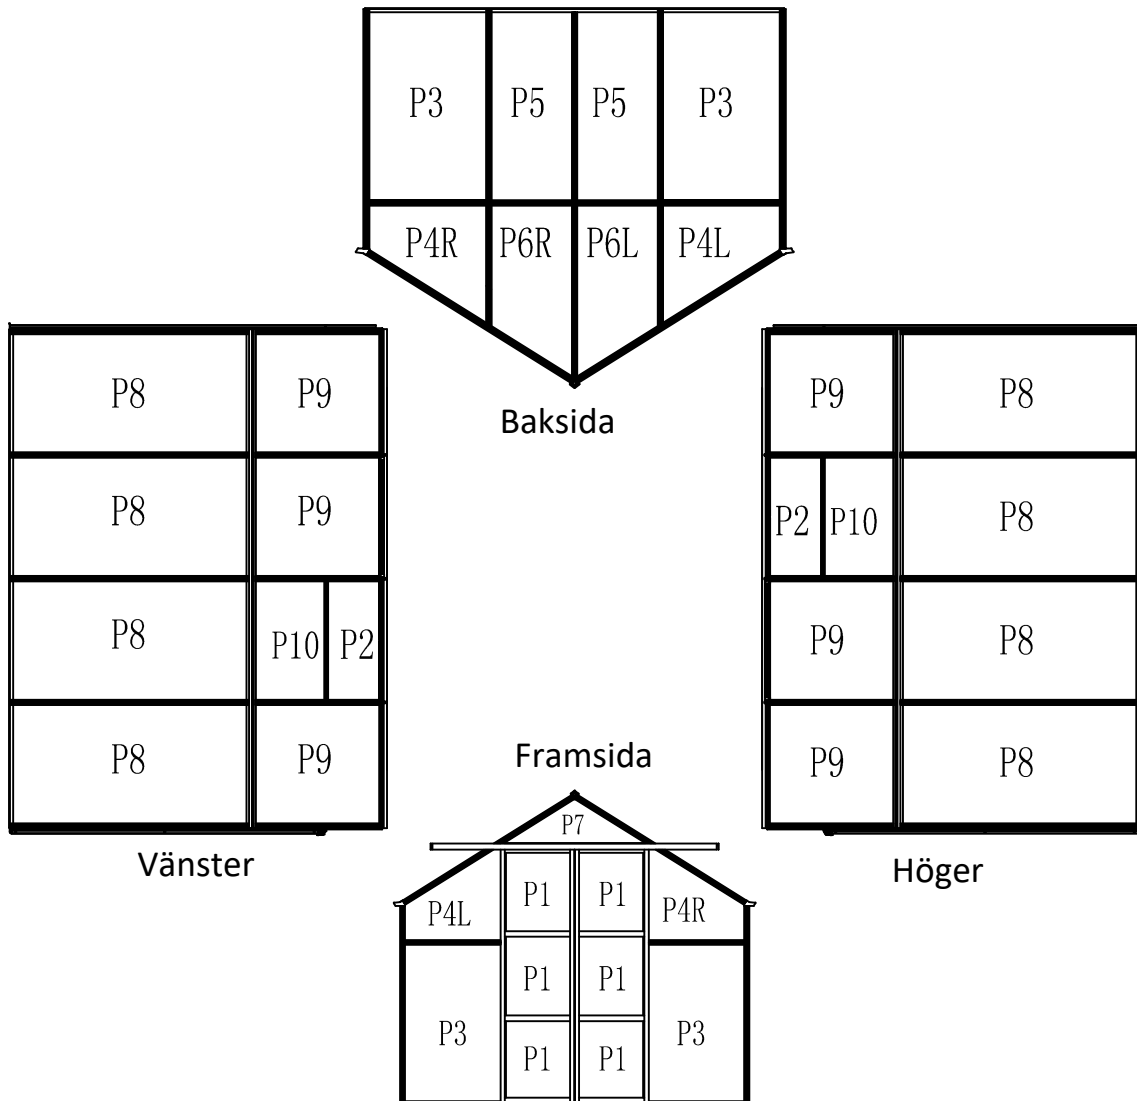 P3 P5 P5 P3
P4R P6R P6L P4L
Baksida
P8 P9
P8 P9
P8 P10 P2
P8 P9
Vänster
P9 P8
P2 P10 P8
P9 P8
P9 P8
Höger
Framsida
P7
P4L P1 P1 P4R
P1 P1
P3 P1 P1 P3